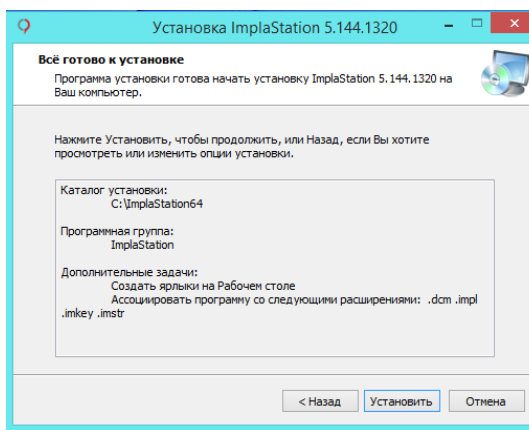 Установка ImplaStation 5.144.1320
Всё готово к установке
Программа установки готова начать установку ImplaStation 5.144.1320 на
Ваш компьютер.
Нажмите Установить, чтобы продолжить, или Назад, если Вы хотите
просмотреть или изменить опции установки.
Каталог установки:
C:\ImplaStation64
Программная группа:
ImplaStation
Дополнительные задачи:
Создать ярлыки на Рабочем столе
Ассоциировать программу со следующими расширениями: .dcm .impl
.imkey .imstr
< Назад Установить Отмена